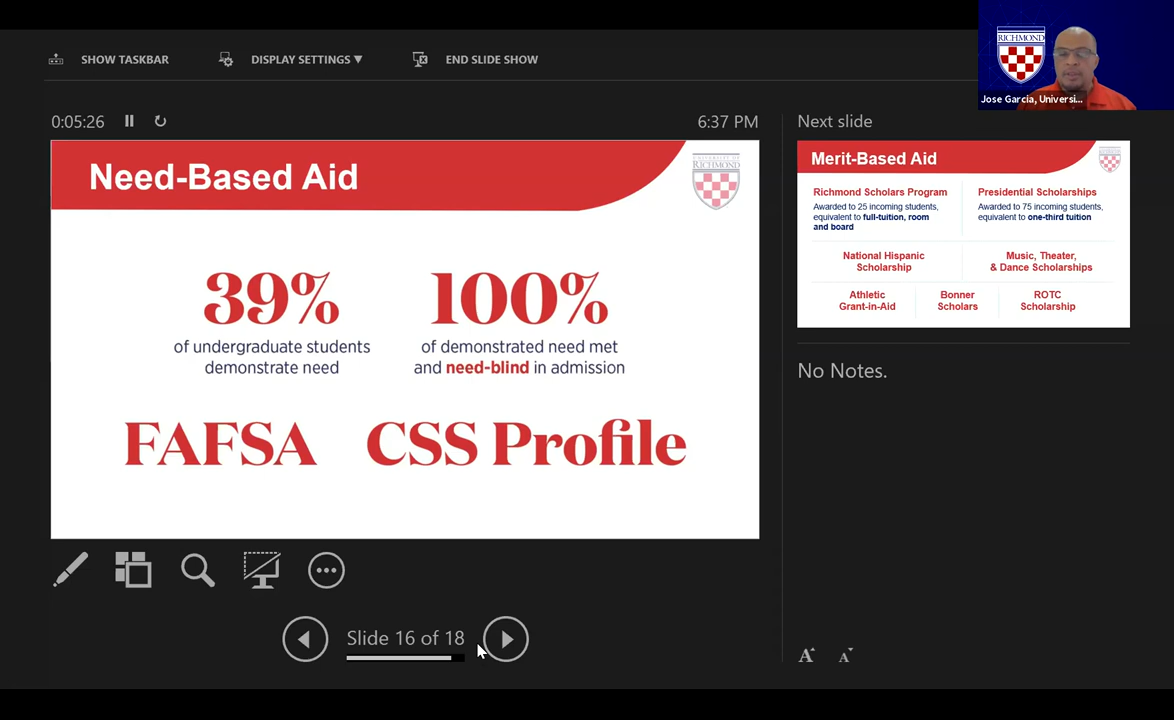 RICHMOND
Jose Garcia, Universi...
SHOW TASKBAR
DISPLAY SETTINGS ▼
END SLIDE SHOW
0:05:26
6:37 PM
Need-Based Aid
UNIVERSITY OF
RICHMOND
39%
of undergraduate students
demonstrate need
100%
of demonstrated need met
and need-blind in admission
FAFSA
CSS Profile
Slide 16 of 18
Next slide
Merit-Based Aid
Richmond Scholars Program
Awarded to 25 incoming students,
equivalent to full-tuition, room
and board
Presidential Scholarships
Awarded to 75 incoming students,
equivalent to one-third tuition
National Hispanic
Scholarship
Music, Theater,
& Dance Scholarships
Athletic
Grant-in-Aid
Bonner
Scholars
ROTC
Scholarship
No Notes.
A
A